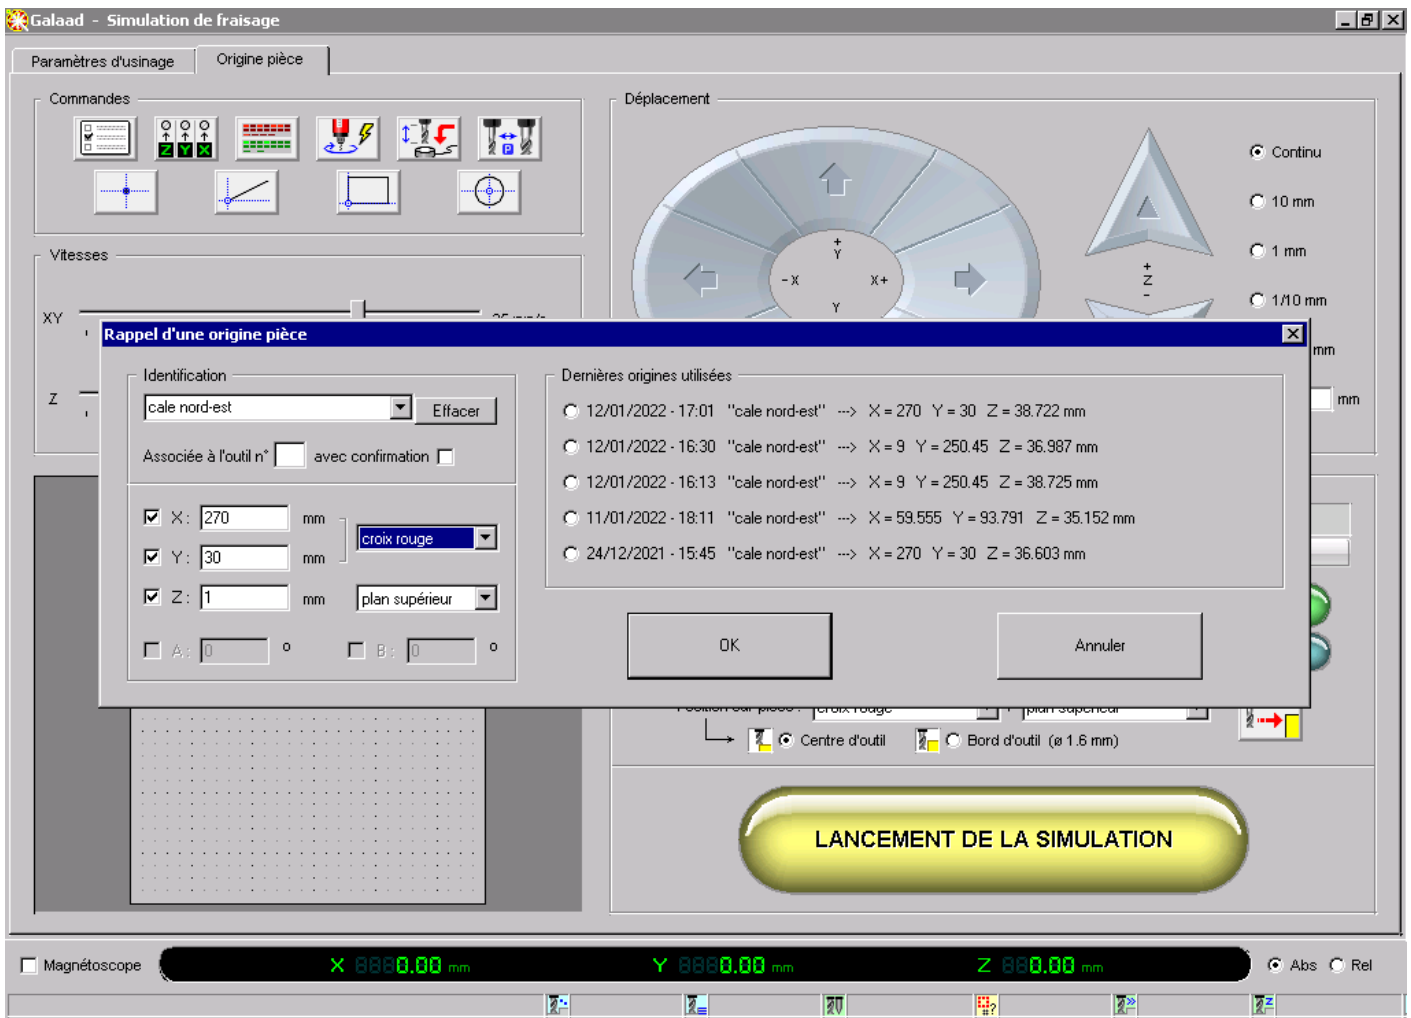 Galaad - Simulation de fraisage
Paramètres d'usinage
Origine pièce
Commandes
Z Y X
P
Vitesses
XY
Z
Déplacement
+
Y
- X
X+
Y
+
Z
-
Continu
10 mm
1 mm
1/10 mm
mm
mm
Rappel d'une origine pièce
Identification
cale nord-est
Effacer
Associée à l'outil n°
avec confirmation
X : 270 mm
croix rouge
Y : 30 mm
Z : 1 mm
plan supérieur
A : 0 °
B : 0 °
Dernières origines utilisées
12/01/2022 - 17:01 "cale nord-est" ---> X = 270 Y = 30 Z = 38.722 mm
12/01/2022 - 16:30 "cale nord-est" ---> X = 9 Y = 250.45 Z = 36.987 mm
12/01/2022 - 16:13 "cale nord-est" ---> X = 9 Y = 250.45 Z = 38.725 mm
11/01/2022 - 18:11 "cale nord-est" ---> X = 59.555 Y = 93.791 Z = 35.152 mm
24/12/2021 - 15:45 "cale nord-est" ---> X = 270 Y = 30 Z = 36.603 mm
OK
Annuler
Centre d'outil
Bord d'outil (ø 1.6 mm)
LANCEMENT DE LA SIMULATION
Magnétoscope
X 0.00 mm
Y 0.00 mm
Z 0.00 mm
Abs
Rel